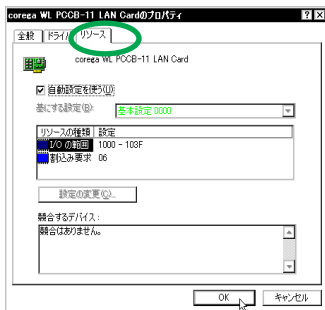 corega WL PCCB-11 LAN Cardのプロパティ
全般 ドライバ リソース
corega WL PCCB-11 LAN Card
自動設定を使う(U)
基にする設定(B): 基本設定 0000
リソースの種類 設定
I/O の範囲 1000 - 103F
割込み要求 06
設定の変更(C)...
競合するデバイス:
競合はありません。
OK キャンセル